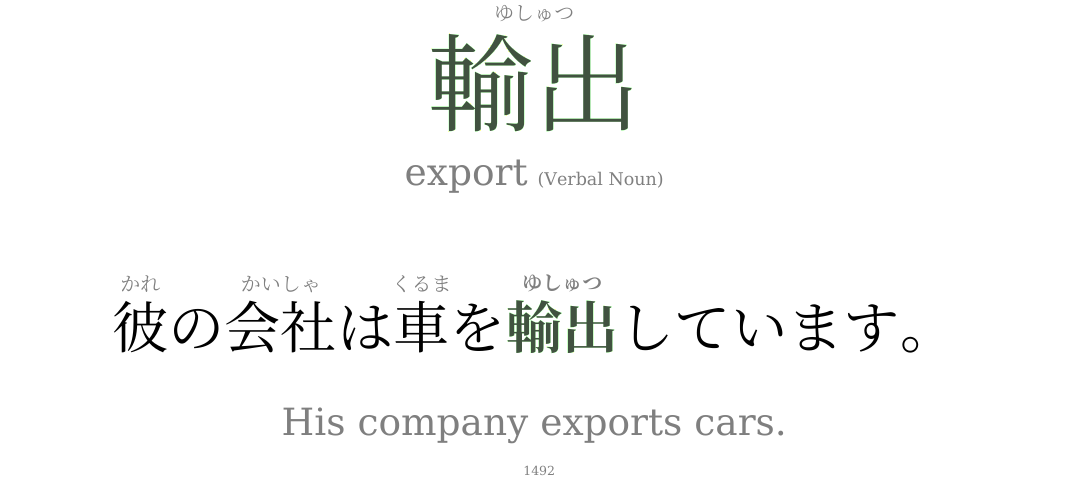 ゆしゅつ
輸出
export (Verbal Noun)
かれ かいしゃ くるま ゆしゅつ
彼の会社は車を輸出しています。
His company exports cars.
1492